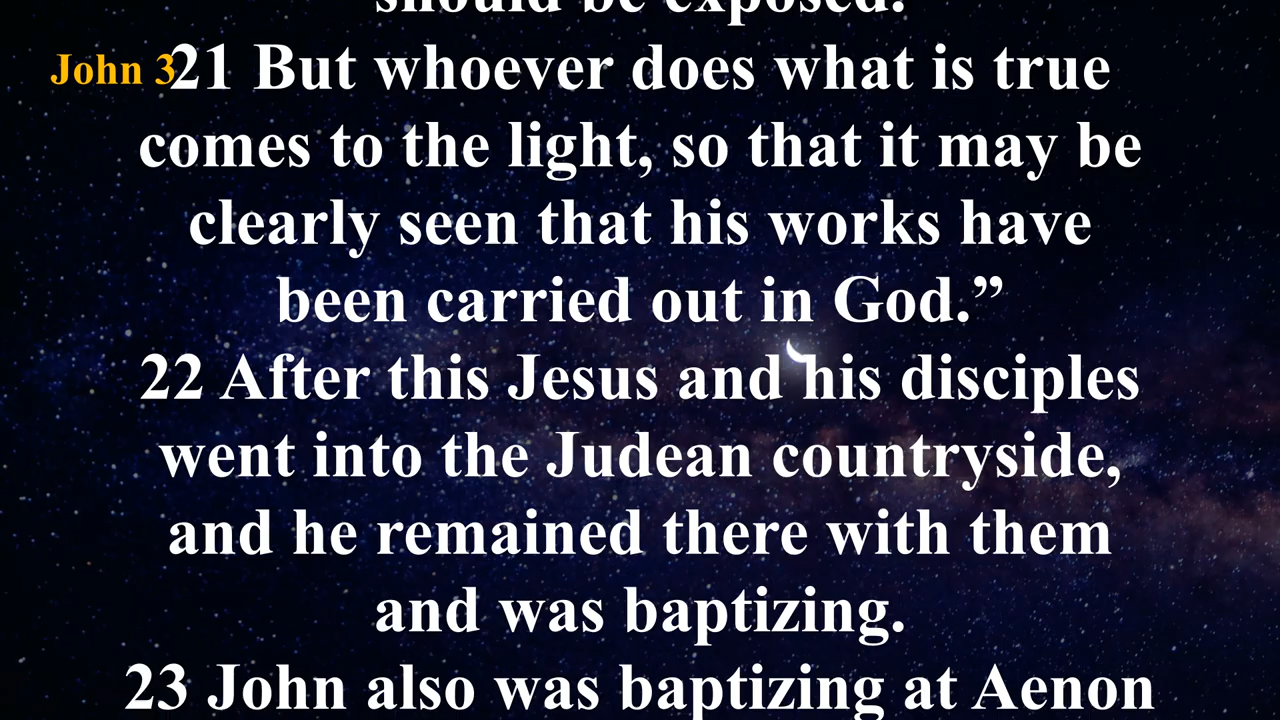 should be exposed.
John 3
21 But whoever does what is true
comes to the light, so that it may be
clearly seen that his works have
been carried out in God.”
22 After this Jesus and his disciples
went into the Judean countryside,
and he remained there with them
and was baptizing.
23 John also was baptizing at Aenon